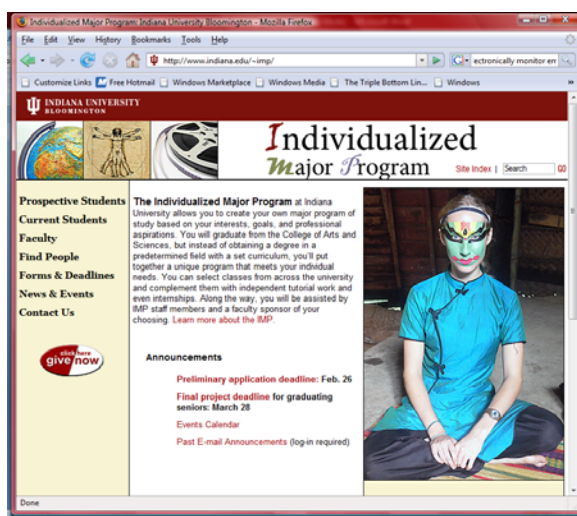 Individualized Major Program: Indiana University Bloomington - Mozilla Firefox
File Edit View History Bookmarks Tools Help
http://www.indiana.edu/~imp/ ectronically monitor em
Customize Links Free Hotmail Windows Marketplace Windows Media The Triple Bottom Lin... Windows »
INDIANA UNIVERSITY
BLOOMINGTON
Individualized
Major Program
Site Index | Search GO
Prospective Students
Current Students
Faculty
Find People
Forms & Deadlines
News & Events
Contact Us
click here
give now
The Individualized Major Program at Indiana
University allows you to create your own major program of
study based on your interests, goals, and professional
aspirations. You will graduate from the College of Arts and
Sciences, but instead of obtaining a degree in a
predetermined field with a set curriculum, you'll put
together a unique program that meets your individual
needs. You can select classes from across the university
and complement them with independent tutorial work and
even internships. Along the way, you will be assisted by
IMP staff members and a faculty sponsor of your
choosing. Learn more about the IMP.
Announcements
Preliminary application deadline: Feb. 26
Final project deadline for graduating
seniors: March 28
Events Calendar
Past E-mail Announcements (log-in required)
Done